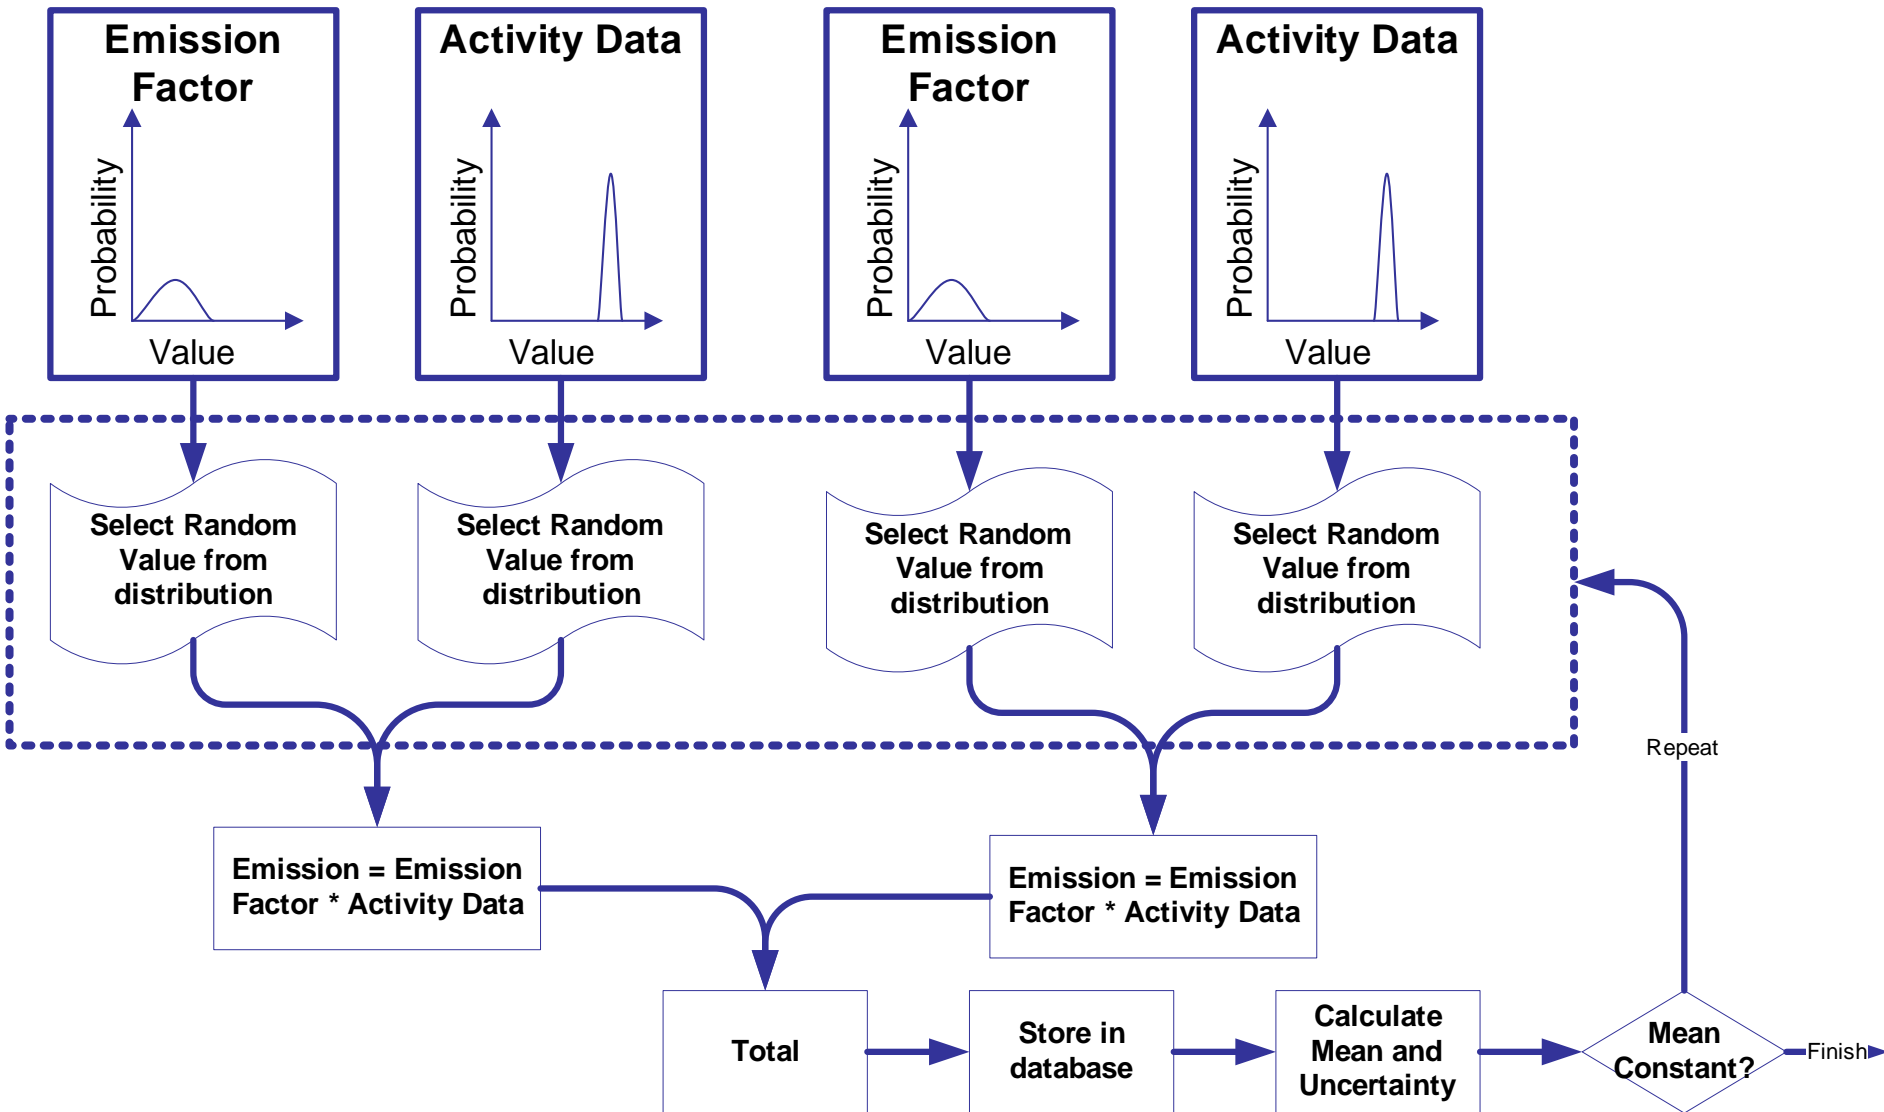 Emission
Factor
Probability
Value
Activity Data
Probability
Value
Emission
Factor
Probability
Value
Activity Data
Probability
Value
Select Random
Value from
distribution
Select Random
Value from
distribution
Select Random
Value from
distribution
Select Random
Value from
distribution
Repeat
Emission = Emission
Factor * Activity Data
Emission = Emission
Factor * Activity Data
Total
Store in
database
Calculate
Mean and
Uncertainty
Mean
Constant?
Finish